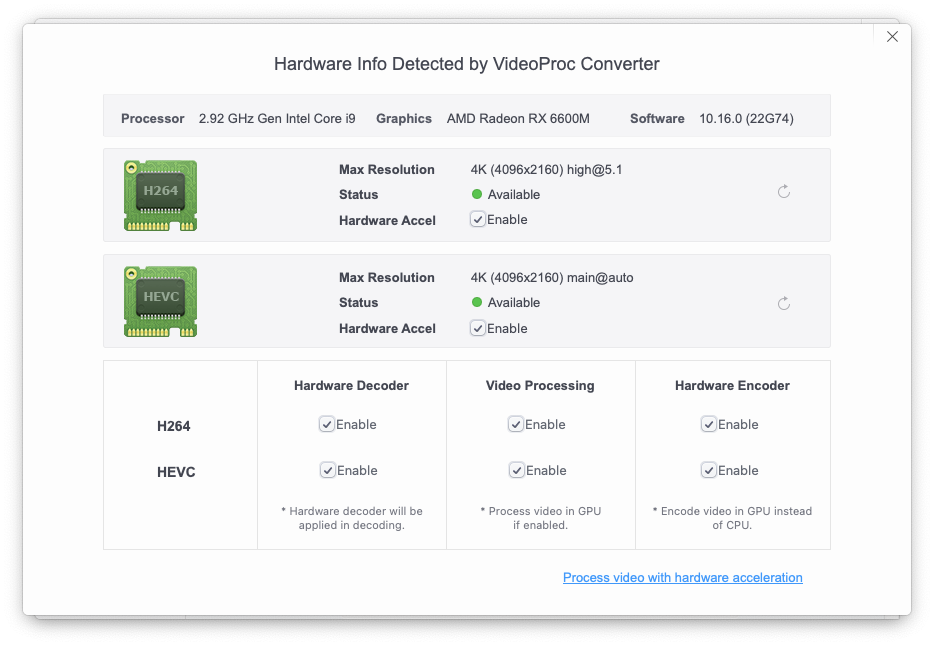 Hardware Info Detected by VideoProc Converter
Processor 2.92 GHz Gen Intel Core i9 Graphics AMD Radeon RX 6600M Software 10.16.0 (22G74)
H264
Max Resolution 4K (4096x2160) high@5.1
Status Available
Hardware Accel Enable
HEVC
Max Resolution 4K (4096x2160) main@auto
Status Available
Hardware Accel Enable
Hardware Decoder Video Processing Hardware Encoder
H264 Enable Enable Enable
HEVC Enable Enable Enable
* Hardware decoder will be
applied in decoding.
* Process video in GPU
if enabled.
* Encode video in GPU instead
of CPU.
Process video with hardware acceleration